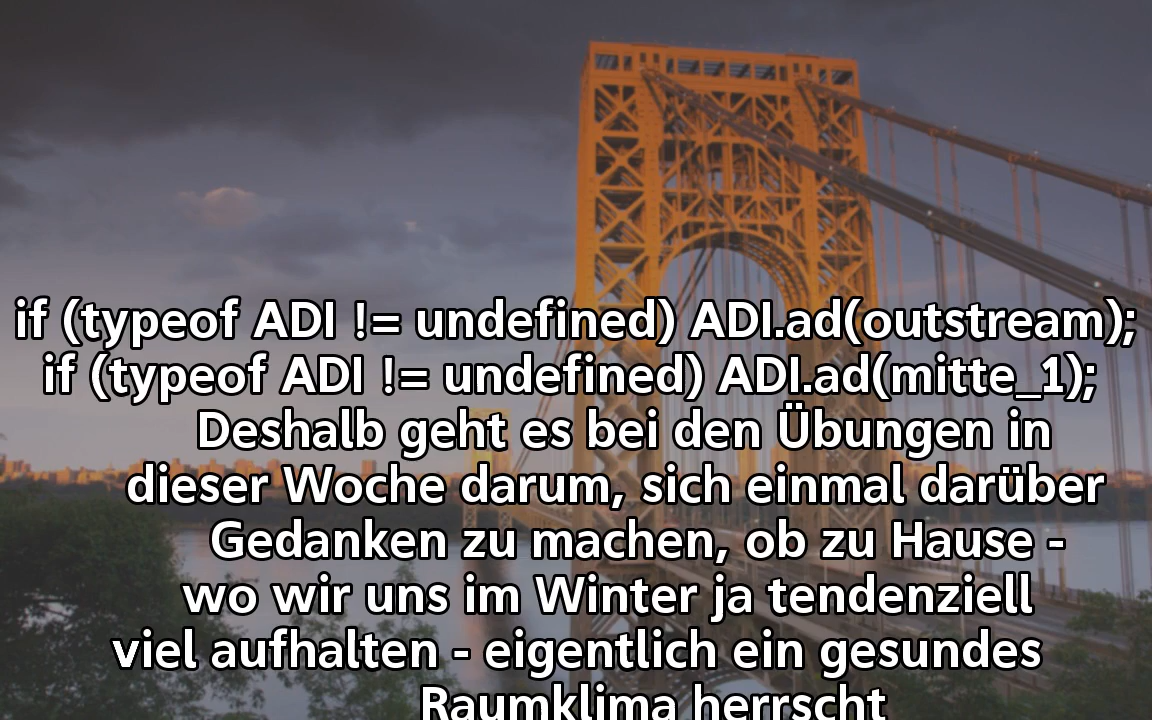 if (typeof ADI != undefined) ADI.ad(outstream);
if (typeof ADI != undefined) ADI.ad(mitte_1);
Deshalb geht es bei den Übungen in
dieser Woche darum, sich einmal darüber
Gedanken zu machen, ob zu Hause -
wo wir uns im Winter ja tendenziell
viel aufhalten - eigentlich ein gesundes
Raumklima herrscht